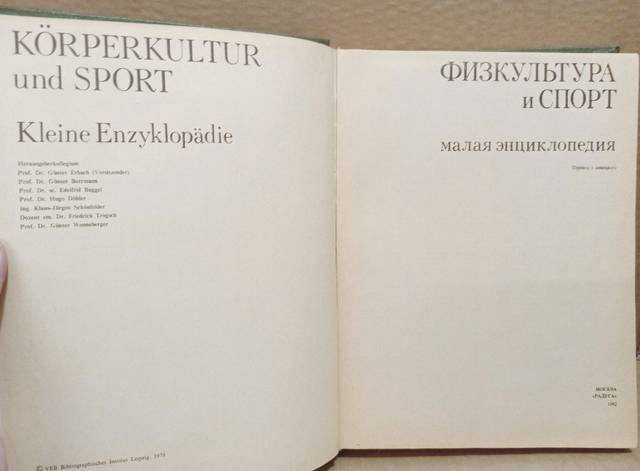 KÖRPERKULTUR
und SPORT
Kleine Enzyklopädie
Herausgeberkollegium
Prof. Dr. Günter Erbach (Vorsitzender)
Prof. Dr. Günter Borrmann
Prof. Dr. sc. Edelfrid Buggel
Prof. Dr. Hugo Döbler
Ing. Klaus-Jürgen Schönfelder
Dozent em. Dr. Friedrich Trogsch
Prof. Dr. Günter Wonneberger
© VEB Bibliographisches Institut Leipzig, 1979
ФИЗКУЛЬТУРА
и СПОРТ
малая энциклопедия
Перевод с немецкого
МОСКВА
«РАДУГА»
1982